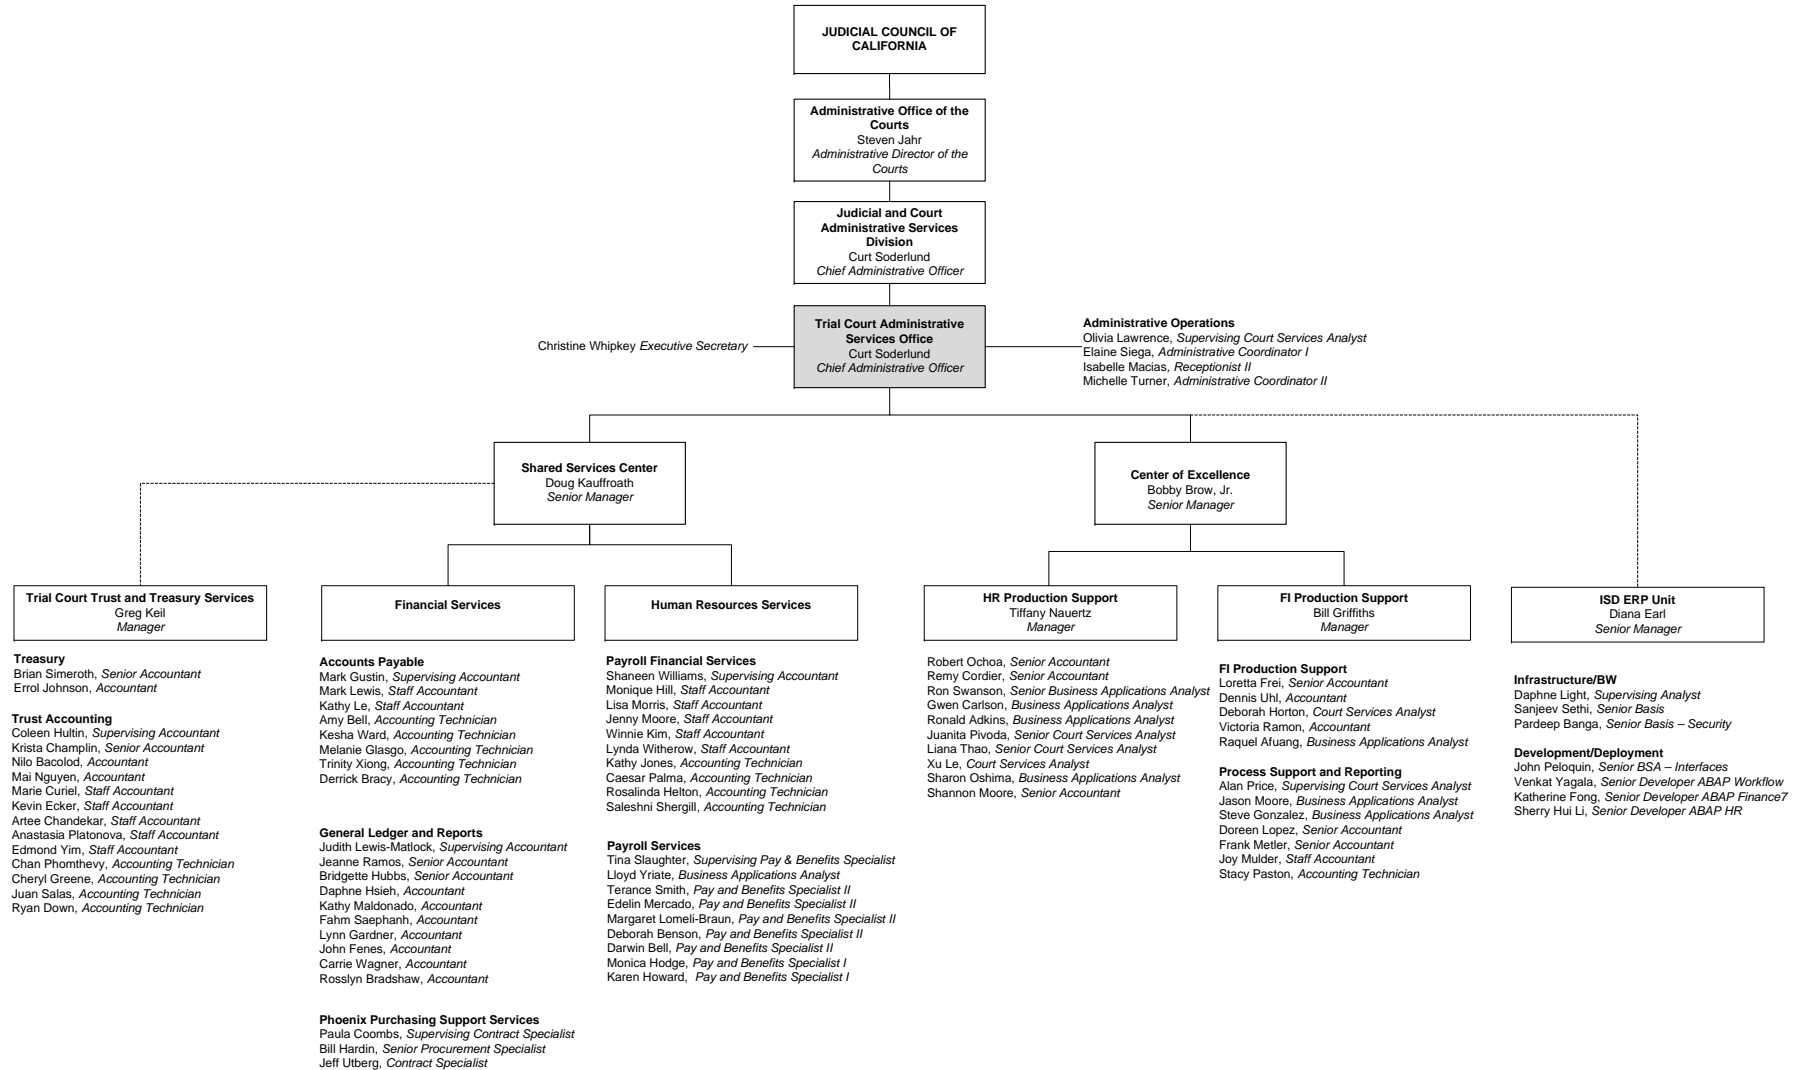 JUDICIAL COUNCIL OF
CALIFORNIA
Administrative Office of the
Courts
Steven Jahr
Administrative Director of the
Courts
Judicial and Court
Administrative Services
Division
Curt Soderlund
Chief Administrative Officer
Trial Court Administrative
Services Office
Curt Soderlund
Chief Administrative Officer
Christine Whipkey Executive Secretary
Administrative Operations
Olivia Lawrence, Supervising Court Services Analyst
Elaine Siega, Administrative Coordinator I
Isabelle Macias, Receptionist II
Michelle Turner, Administrative Coordinator II
Shared Services Center
Doug Kauffroath
Senior Manager
Center of Excellence
Bobby Brow, Jr.
Senior Manager
Trial Court Trust and Treasury Services
Greg Keil
Manager
Treasury
Brian Simeroth, Senior Accountant
Errol Johnson, Accountant
Trust Accounting
Coleen Hultin, Supervising Accountant
Krista Champlin, Senior Accountant
Nilo Bacolod, Accountant
Mai Nguyen, Accountant
Marie Curiel, Staff Accountant
Kevin Ecker, Staff Accountant
Artee Chandekar, Staff Accountant
Anastasia Platonova, Staff Accountant
Edmond Yim, Staff Accountant
Chan Phomthevy, Accounting Technician
Cheryl Greene, Accounting Technician
Juan Salas, Accounting Technician
Ryan Down, Accounting Technician
Financial Services
Accounts Payable
Mark Gustin, Supervising Accountant
Mark Lewis, Staff Accountant
Kathy Le, Staff Accountant
Amy Bell, Accounting Technician
Kesha Ward, Accounting Technician
Melanie Glasgo, Accounting Technician
Trinity Xiong, Accounting Technician
Derrick Bracy, Accounting Technician
General Ledger and Reports
Judith Lewis-Matlock, Supervising Accountant
Jeanne Ramos, Senior Accountant
Bridgette Hubbs, Senior Accountant
Daphne Hsieh, Accountant
Kathy Maldonado, Accountant
Fahm Saephanh, Accountant
Lynn Gardner, Accountant
John Fenes, Accountant
Carrie Wagner, Accountant
Rosslyn Bradshaw, Accountant
Phoenix Purchasing Support Services
Paula Coombs, Supervising Contract Specialist
Bill Hardin, Senior Procurement Specialist
Jeff Utberg, Contract Specialist
Human Resources Services
Payroll Financial Services
Shaneen Williams, Supervising Accountant
Monique Hill, Staff Accountant
Lisa Morris, Staff Accountant
Jenny Moore, Staff Accountant
Winnie Kim, Staff Accountant
Lynda Witherow, Staff Accountant
Kathy Jones, Accounting Technician
Caesar Palma, Accounting Technician
Rosalinda Helton, Accounting Technician
Saleshni Shergill, Accounting Technician
Payroll Services
Tina Slaughter, Supervising Pay & Benefits Specialist
Lloyd Yriate, Business Applications Analyst
Terance Smith, Pay and Benefits Specialist II
Edelin Mercado, Pay and Benefits Specialist II
Margaret Lomeli-Braun, Pay and Benefits Specialist II
Deborah Benson, Pay and Benefits Specialist II
Darwin Bell, Pay and Benefits Specialist II
Monica Hodge, Pay and Benefits Specialist I
Karen Howard, Pay and Benefits Specialist I
HR Production Support
Tiffany Nauertz
Manager
Robert Ochoa, Senior Accountant
Remy Cordier, Senior Accountant
Ron Swanson, Senior Business Applications Analyst
Gwen Carlson, Business Applications Analyst
Ronald Adkins, Business Applications Analyst
Juanita Pivoda, Senior Court Services Analyst
Liana Thao, Senior Court Services Analyst
Xu Le, Court Services Analyst
Sharon Oshima, Business Applications Analyst
Shannon Moore, Senior Accountant
FI Production Support
Bill Griffiths
Manager
FI Production Support
Loretta Frei, Senior Accountant
Dennis Uhl, Accountant
Deborah Horton, Court Services Analyst
Victoria Ramon, Accountant
Raquel Afuang, Business Applications Analyst
Process Support and Reporting
Alan Price, Supervising Court Services Analyst
Jason Moore, Business Applications Analyst
Steve Gonzalez, Business Applications Analyst
Doreen Lopez, Senior Accountant
Frank Metler, Senior Accountant
Joy Mulder, Staff Accountant
Stacy Paston, Accounting Technician
ISD ERP Unit
Diana Earl
Senior Manager
Infrastructure/BW
Daphne Light, Supervising Analyst
Sanjeev Sethi, Senior Basis
Pardeep Banga, Senior Basis – Security
Development/Deployment
John Peloquin, Senior BSA – Interfaces
Venkat Yagala, Senior Developer ABAP Workflow
Katherine Fong, Senior Developer ABAP Finance7
Sherry Hui Li, Senior Developer ABAP HR